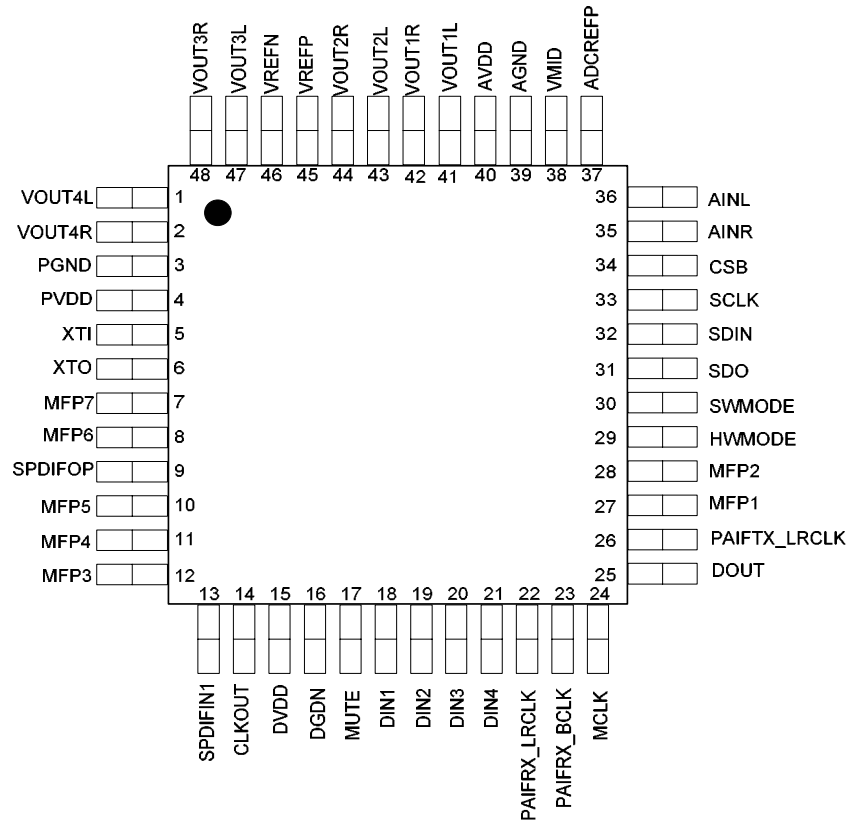 VOUT3R VOUT3L VREFN VREFP VOUT2R VOUT2L VOUT1R VOUT1L AVDD AGND VMID ADCREFP
48 47 46 45 44 43 42 41 40 39 38 37
VOUT4L 1 36 AINL
VOUT4R 2 35 AINR
PGND 3 34 CSB
PVDD 4 33 SCLK
XTI 5 32 SDIN
XTO 6 31 SDO
MFP7 7 30 SWMODE
MFP6 8 29 HWMODE
SPDIFOP 9 28 MFP2
MFP5 10 27 MFP1
MFP4 11 26 PAIFTX_LRCLK
MFP3 12 25 DOUT
13 14 15 16 17 18 19 20 21 22 23 24
SPDIFIN1 CLKOUT DVDD DGDN MUTE DIN1 DIN2 DIN3 DIN4 PAIFRX_LRCLK PAIFRX_BCLK MCLK